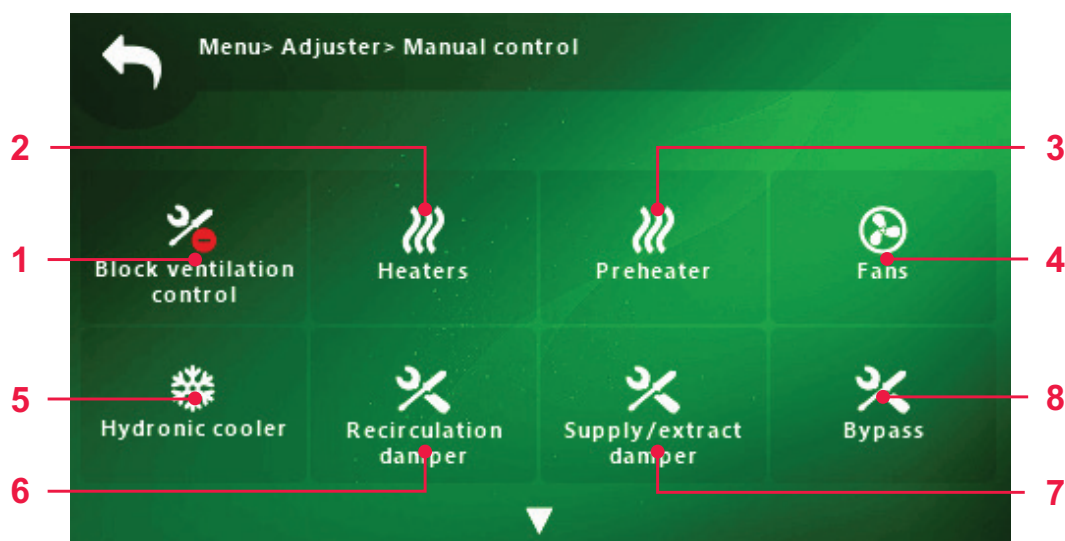 Menu> Adjuster> Manual control
2
3
1
Block ventilation
control
Heaters
Preheater
Fans
4
5
Hydronic cooler
Recirculation
damper
Supply/extract
damper
Bypass
8
6
7